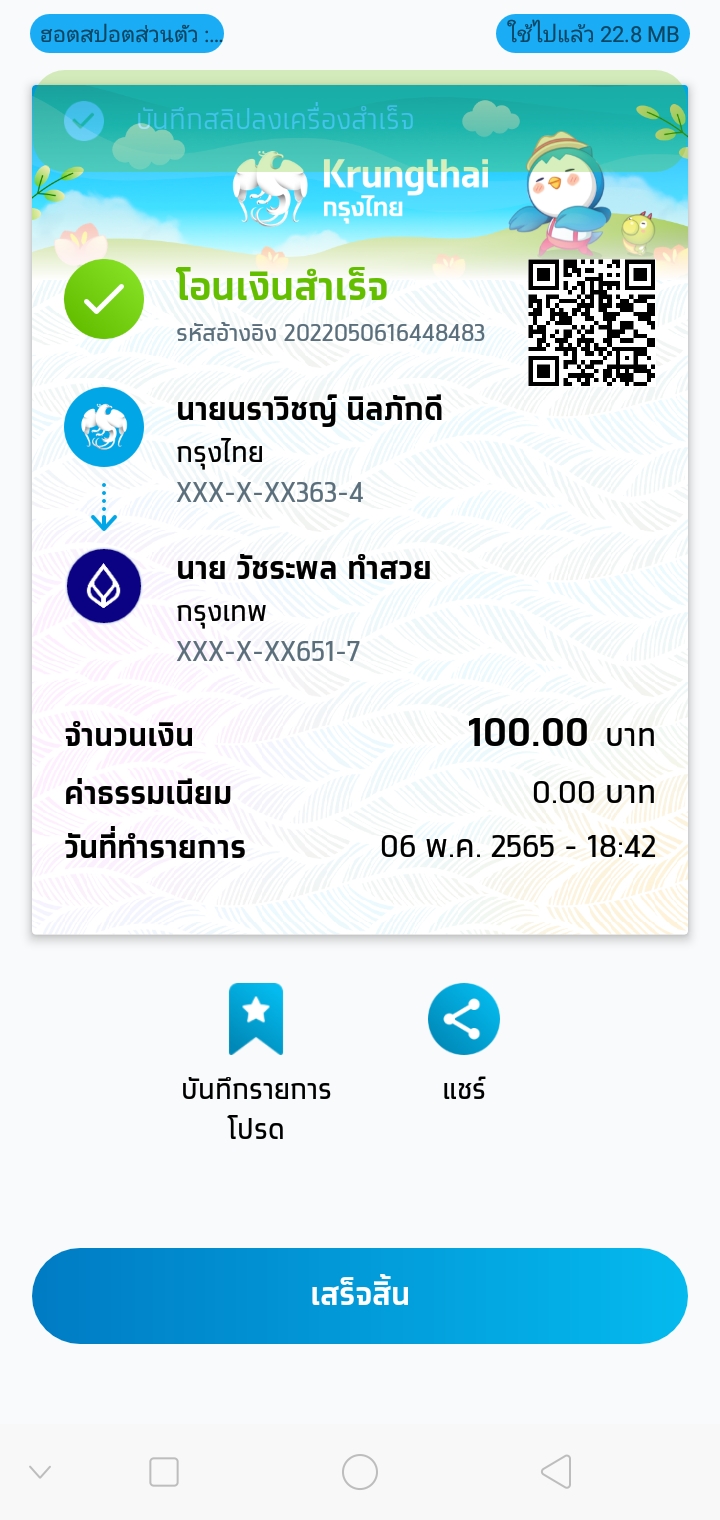 ฮอตสปอตส่วนตัว :...
ใช้ไปแล้ว 22.8 MB
บันทึกสลิปลงเครื่องสำเร็จ
Krungthai
กรุงไทย
โอนเงินสำเร็จ
รหัสอ้างอิง 2022050616448483
นายนราวิชญ์ นิลภักดี
กรุงไทย
XXX-X-XX363-4
นาย วัชระพล ทำสวย
กรุงเทพ
XXX-X-XX651-7
จำนวนเงิน 100.00 บาท
ค่าธรรมเนียม 0.00 บาท
วันที่ทำรายการ 06 พ.ค. 2565 - 18:42
บันทึกรายการ
โปรด
แชร์
เสร็จสิ้น